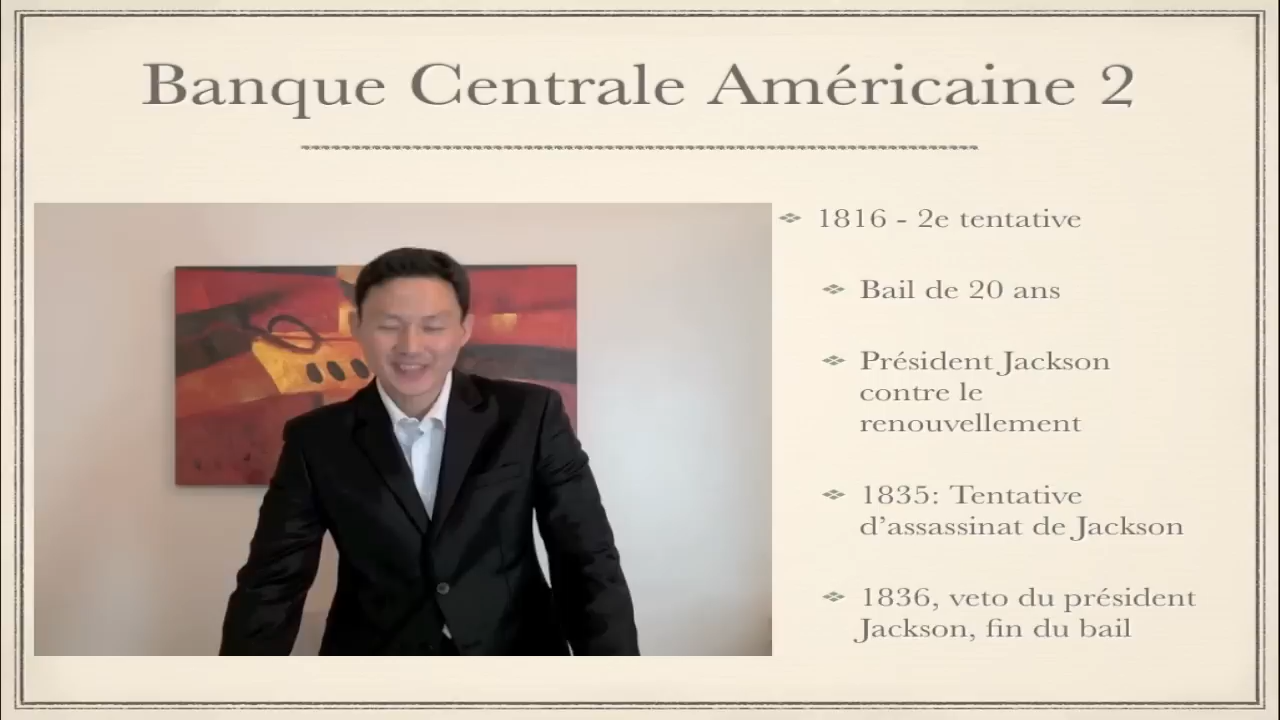 Banque Centrale Américaine 2
1816 - 2e tentative
Bail de 20 ans
Président Jackson
contre le
renouvellement
1835: Tentative
d’assassinat de Jackson
1836, veto du président
Jackson, fin du bail